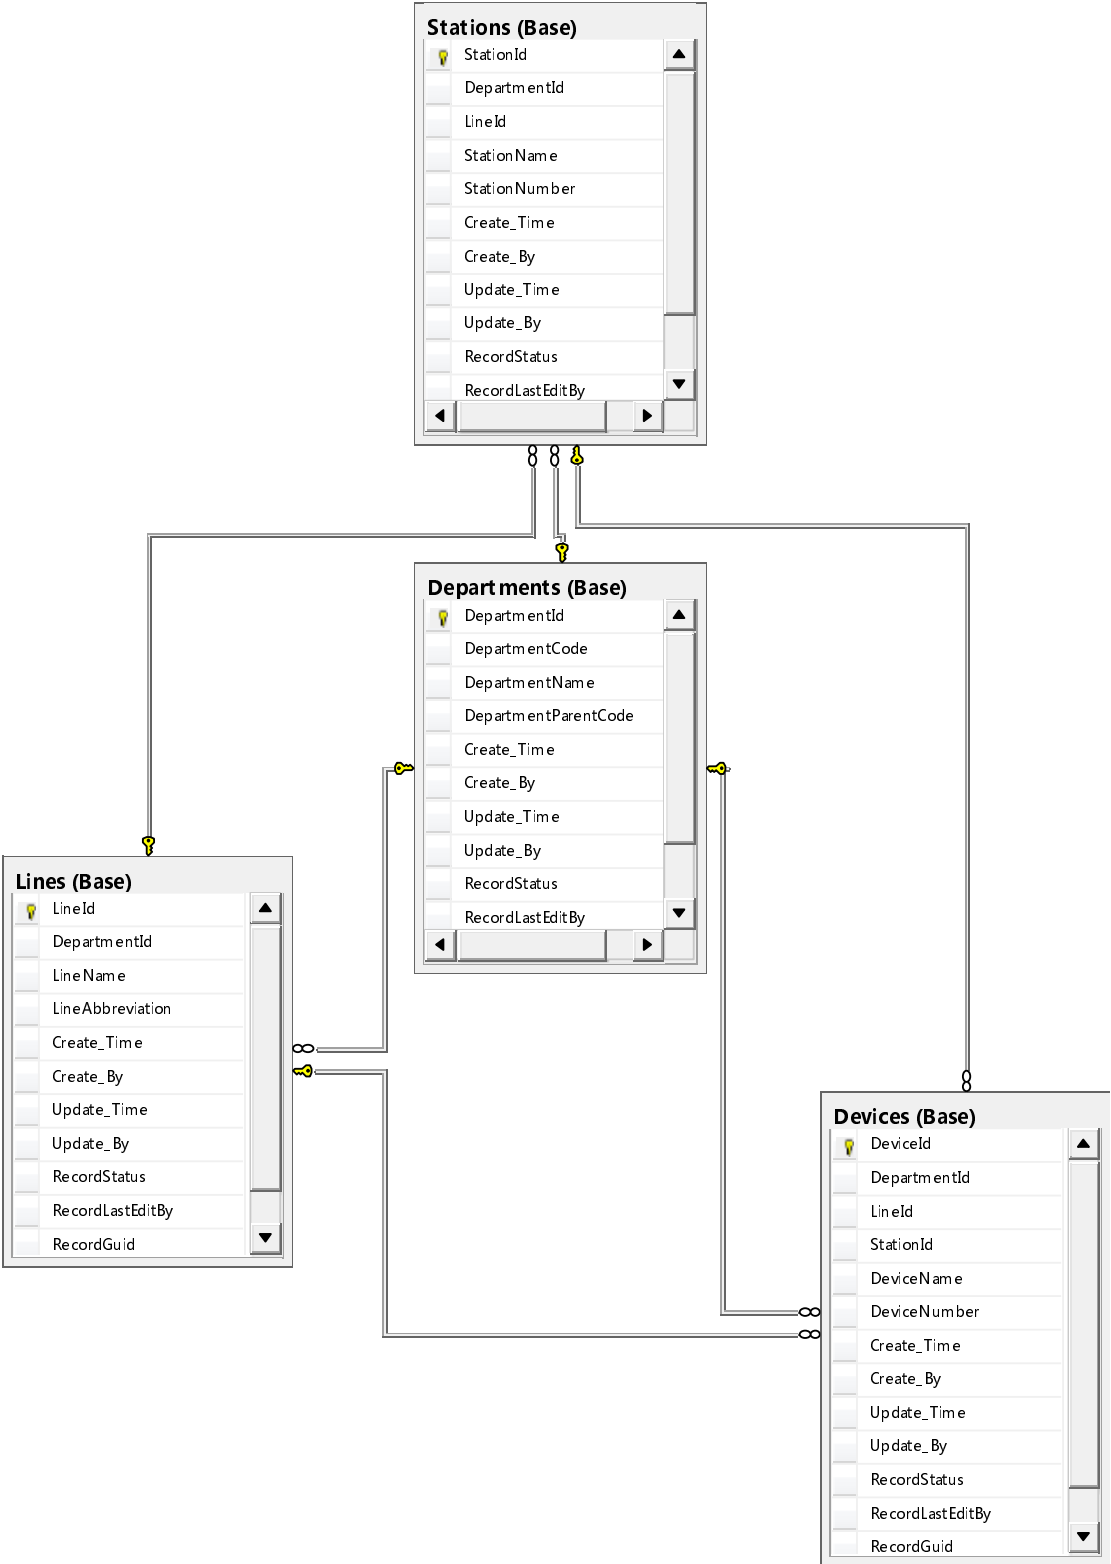 Stations (Base)
StationId
DepartmentId
LineId
StationName
StationNumber
Create_Time
Create_By
Update_Time
Update_By
RecordStatus
RecordLastEditBy
Departments (Base)
DepartmentId
DepartmentCode
DepartmentName
DepartmentParentCode
Create_Time
Create_By
Update_Time
Update_By
RecordStatus
RecordLastEditBy
Lines (Base)
LineId
DepartmentId
LineName
LineAbbreviation
Create_Time
Create_By
Update_Time
Update_By
RecordStatus
RecordLastEditBy
RecordGuid
Devices (Base)
DeviceId
DepartmentId
LineId
StationId
DeviceName
DeviceNumber
Create_Time
Create_By
Update_Time
Update_By
RecordStatus
RecordLastEditBy
RecordGuid